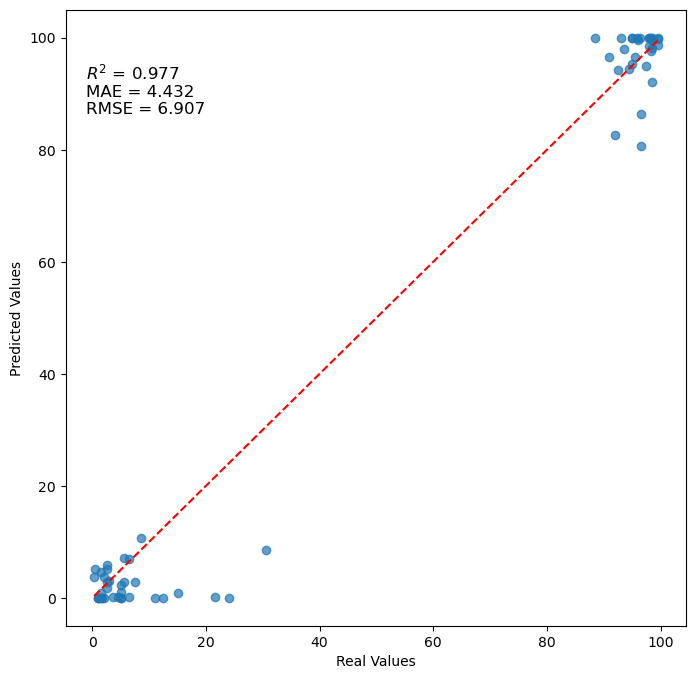 R² = 0.977
MAE = 4.432
RMSE = 6.907
100
80
60
40
20
0
Predicted Values
0 20 40 60 80 100
Real Values